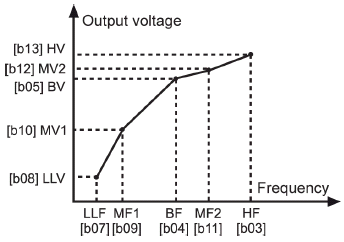 Output voltage
[b13] HV
[b12] MV2
[b05] BV
[b10] MV1
[b08] LLV
Frequency
LLF MF1 BF MF2 HF
[b07] [b09] [b04] [b11] [b03]